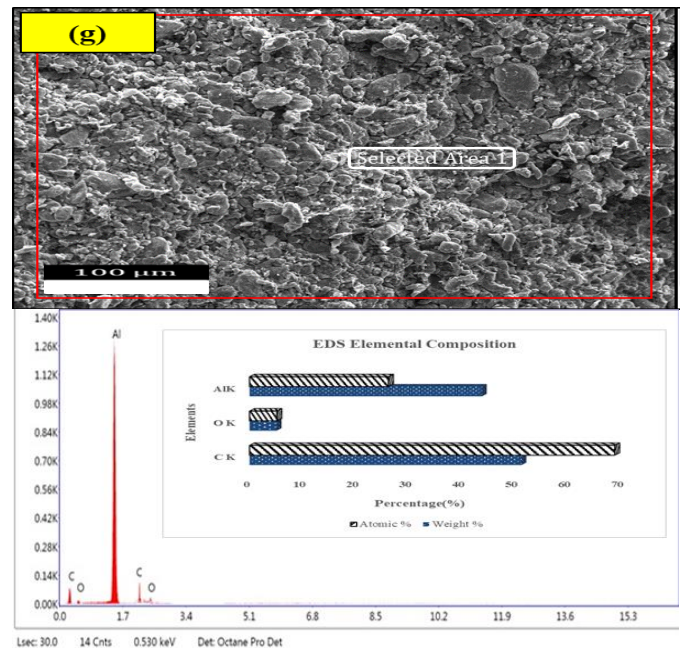 (g)
Selected Area 1
100 µm
1.40K
1.26K
1.12K
0.98K
0.84K
0.70K
0.56K
0.42K
0.28K
0.14K
0.00K
Al
C
O
C
O
0.0 1.7 3.4 5.1 6.8 8.5 10.2 11.9 13.6 15.3
EDS Elemental Composition
Elements
AlK
O K
C K
0 10 20 30 40 50 60 70
Percentage(%)
Atomic % Weight %
Lsec: 30.0 14 Cnts 0.530 keV Det: Octane Pro Det